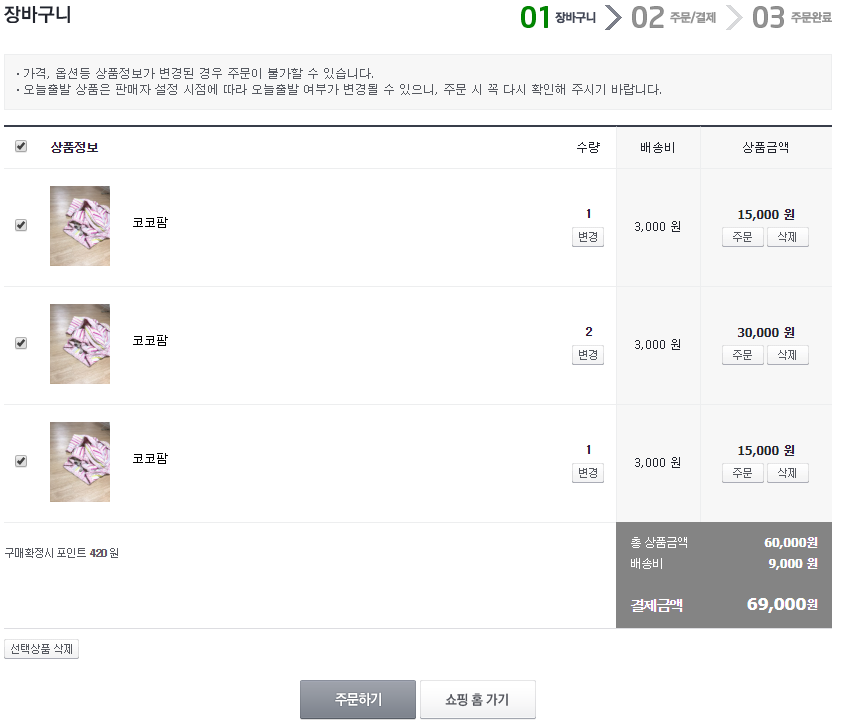 장바구니
01 장바구니 02 주문/결제 03 주문완료
· 가격, 옵션등 상품정보가 변경된 경우 주문이 불가할 수 있습니다.
· 오늘출발 상품은 판매자 설정 시점에 따라 오늘출발 여부가 변경될 수 있으니, 주문 시 꼭 다시 확인해 주시기 바랍니다.
상품정보 수량 배송비 상품금액
코코팜 1 3,000 원 15,000 원
변경 주문 삭제
코코팜 2 3,000 원 30,000 원
변경 주문 삭제
코코팜 1 3,000 원 15,000 원
변경 주문 삭제
구매확정시 포인트 420 원
총 상품금액 60,000원
배송비 9,000 원
결제금액 69,000원
선택상품 삭제
주문하기 쇼핑 홈 가기